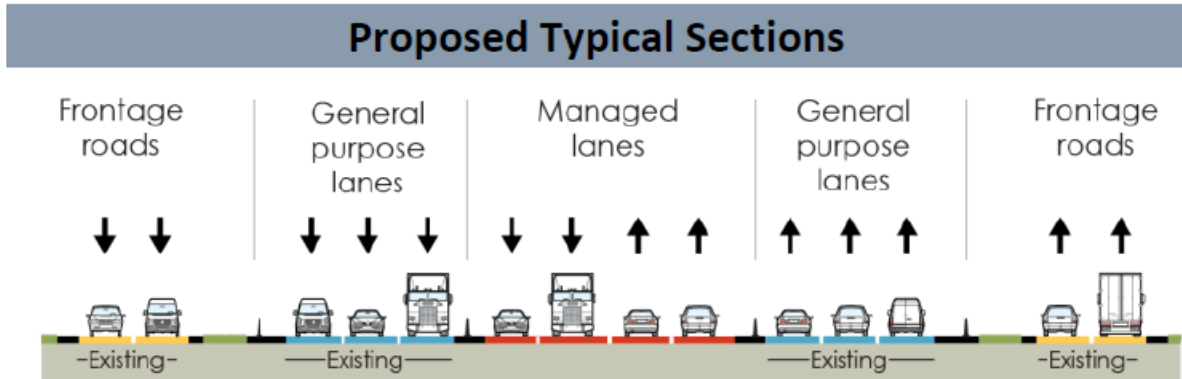 Proposed Typical Sections
Frontage
roads
General
purpose
lanes
Managed
lanes
General
purpose
lanes
Frontage
roads
-Existing-
—Existing—
—Existing—
-Existing-